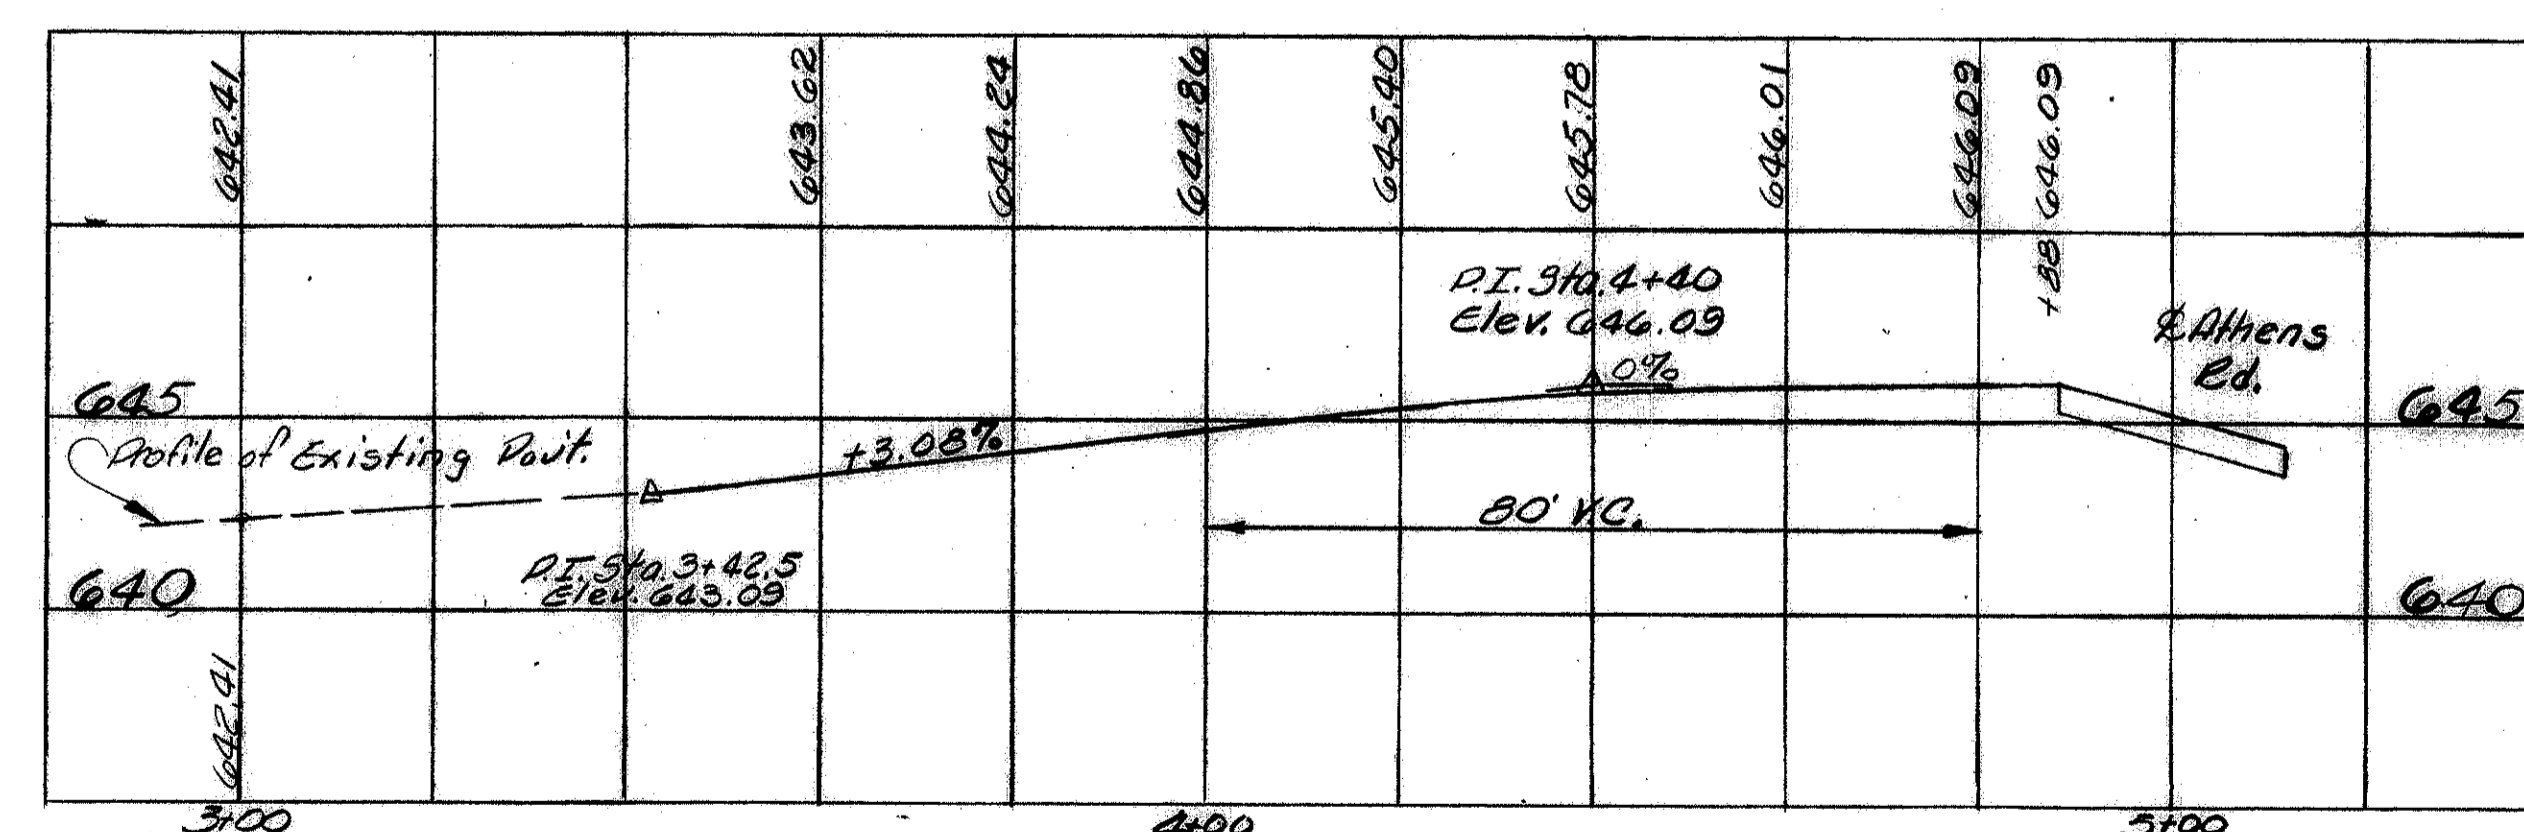 642.41
643.62
644.24
644.86
645.40
645.78
646.01
646.09
+88 646.09
P.I. Sta. 4+40
Elev. 646.09
0%
℄ Athens
Rd.
645
645
Profile of Existing Pavt.
+3.08%
80' V.C.
P.I. Sta. 3+42.5
Elev. 643.09
640
640
642.41
3+00
4+00
5+00